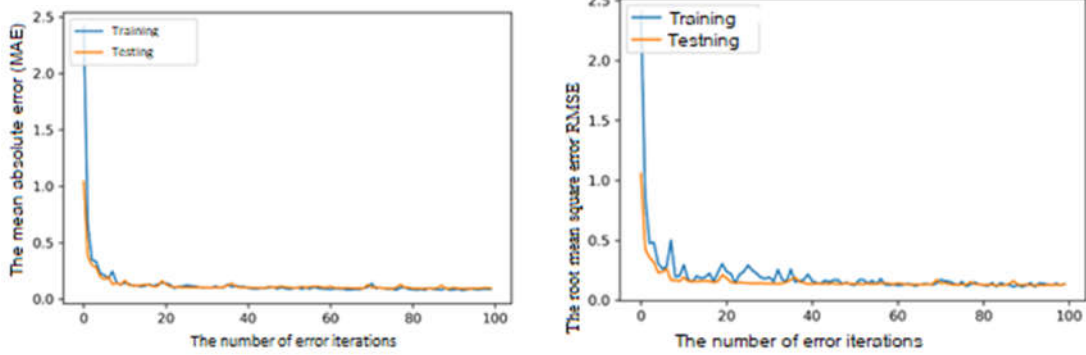 The mean absolute error (MAE)
2.5
2.0
1.5
1.0
0.5
0.0
Training
Testing
0 20 40 60 80 100
The number of error iterations
The root mean square error RMSE
2.5
2.0
1.5
1.0
0.5
0.0
Training
Testning
0 20 40 60 80 100
The number of error iterations